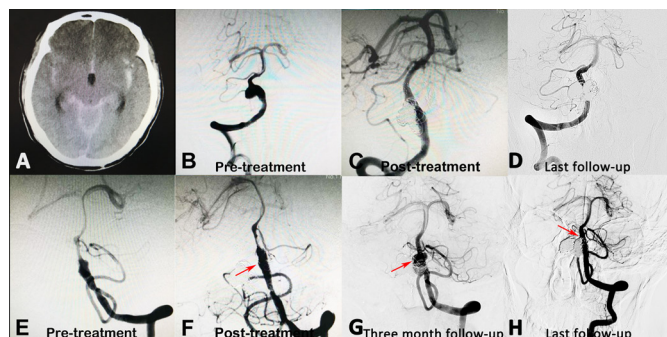 A
B
Pre-treatment
C
Post-treatment
D
Last follow-up
E
Pre-treatment
F
Post-treatment
G
Three month follow-up
H
Last follow-up